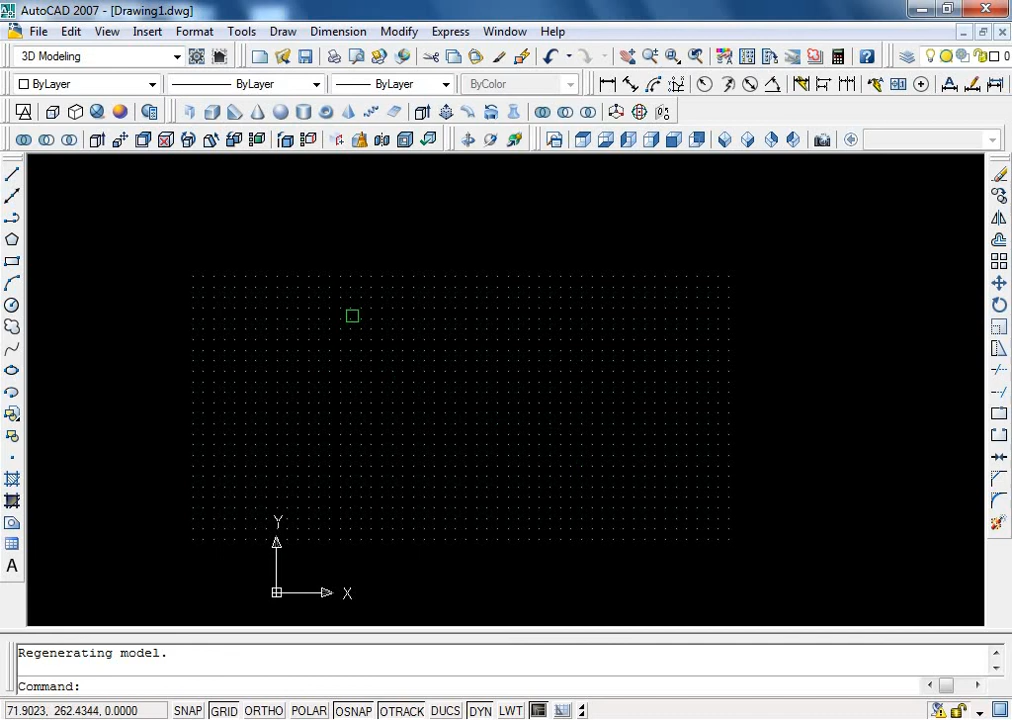 AutoCAD 2007 - [Drawing1.dwg]
File Edit View Insert Format Tools Draw Dimension Modify Express Window Help
3D Modeling
ByLayer ByLayer ByLayer ByColor
0
Y
X
A
Regenerating model.
Command:
71.9023, 262.4344, 0.0000 SNAP GRID ORTHO POLAR OSNAP OTRACK DUCS DYN LWT